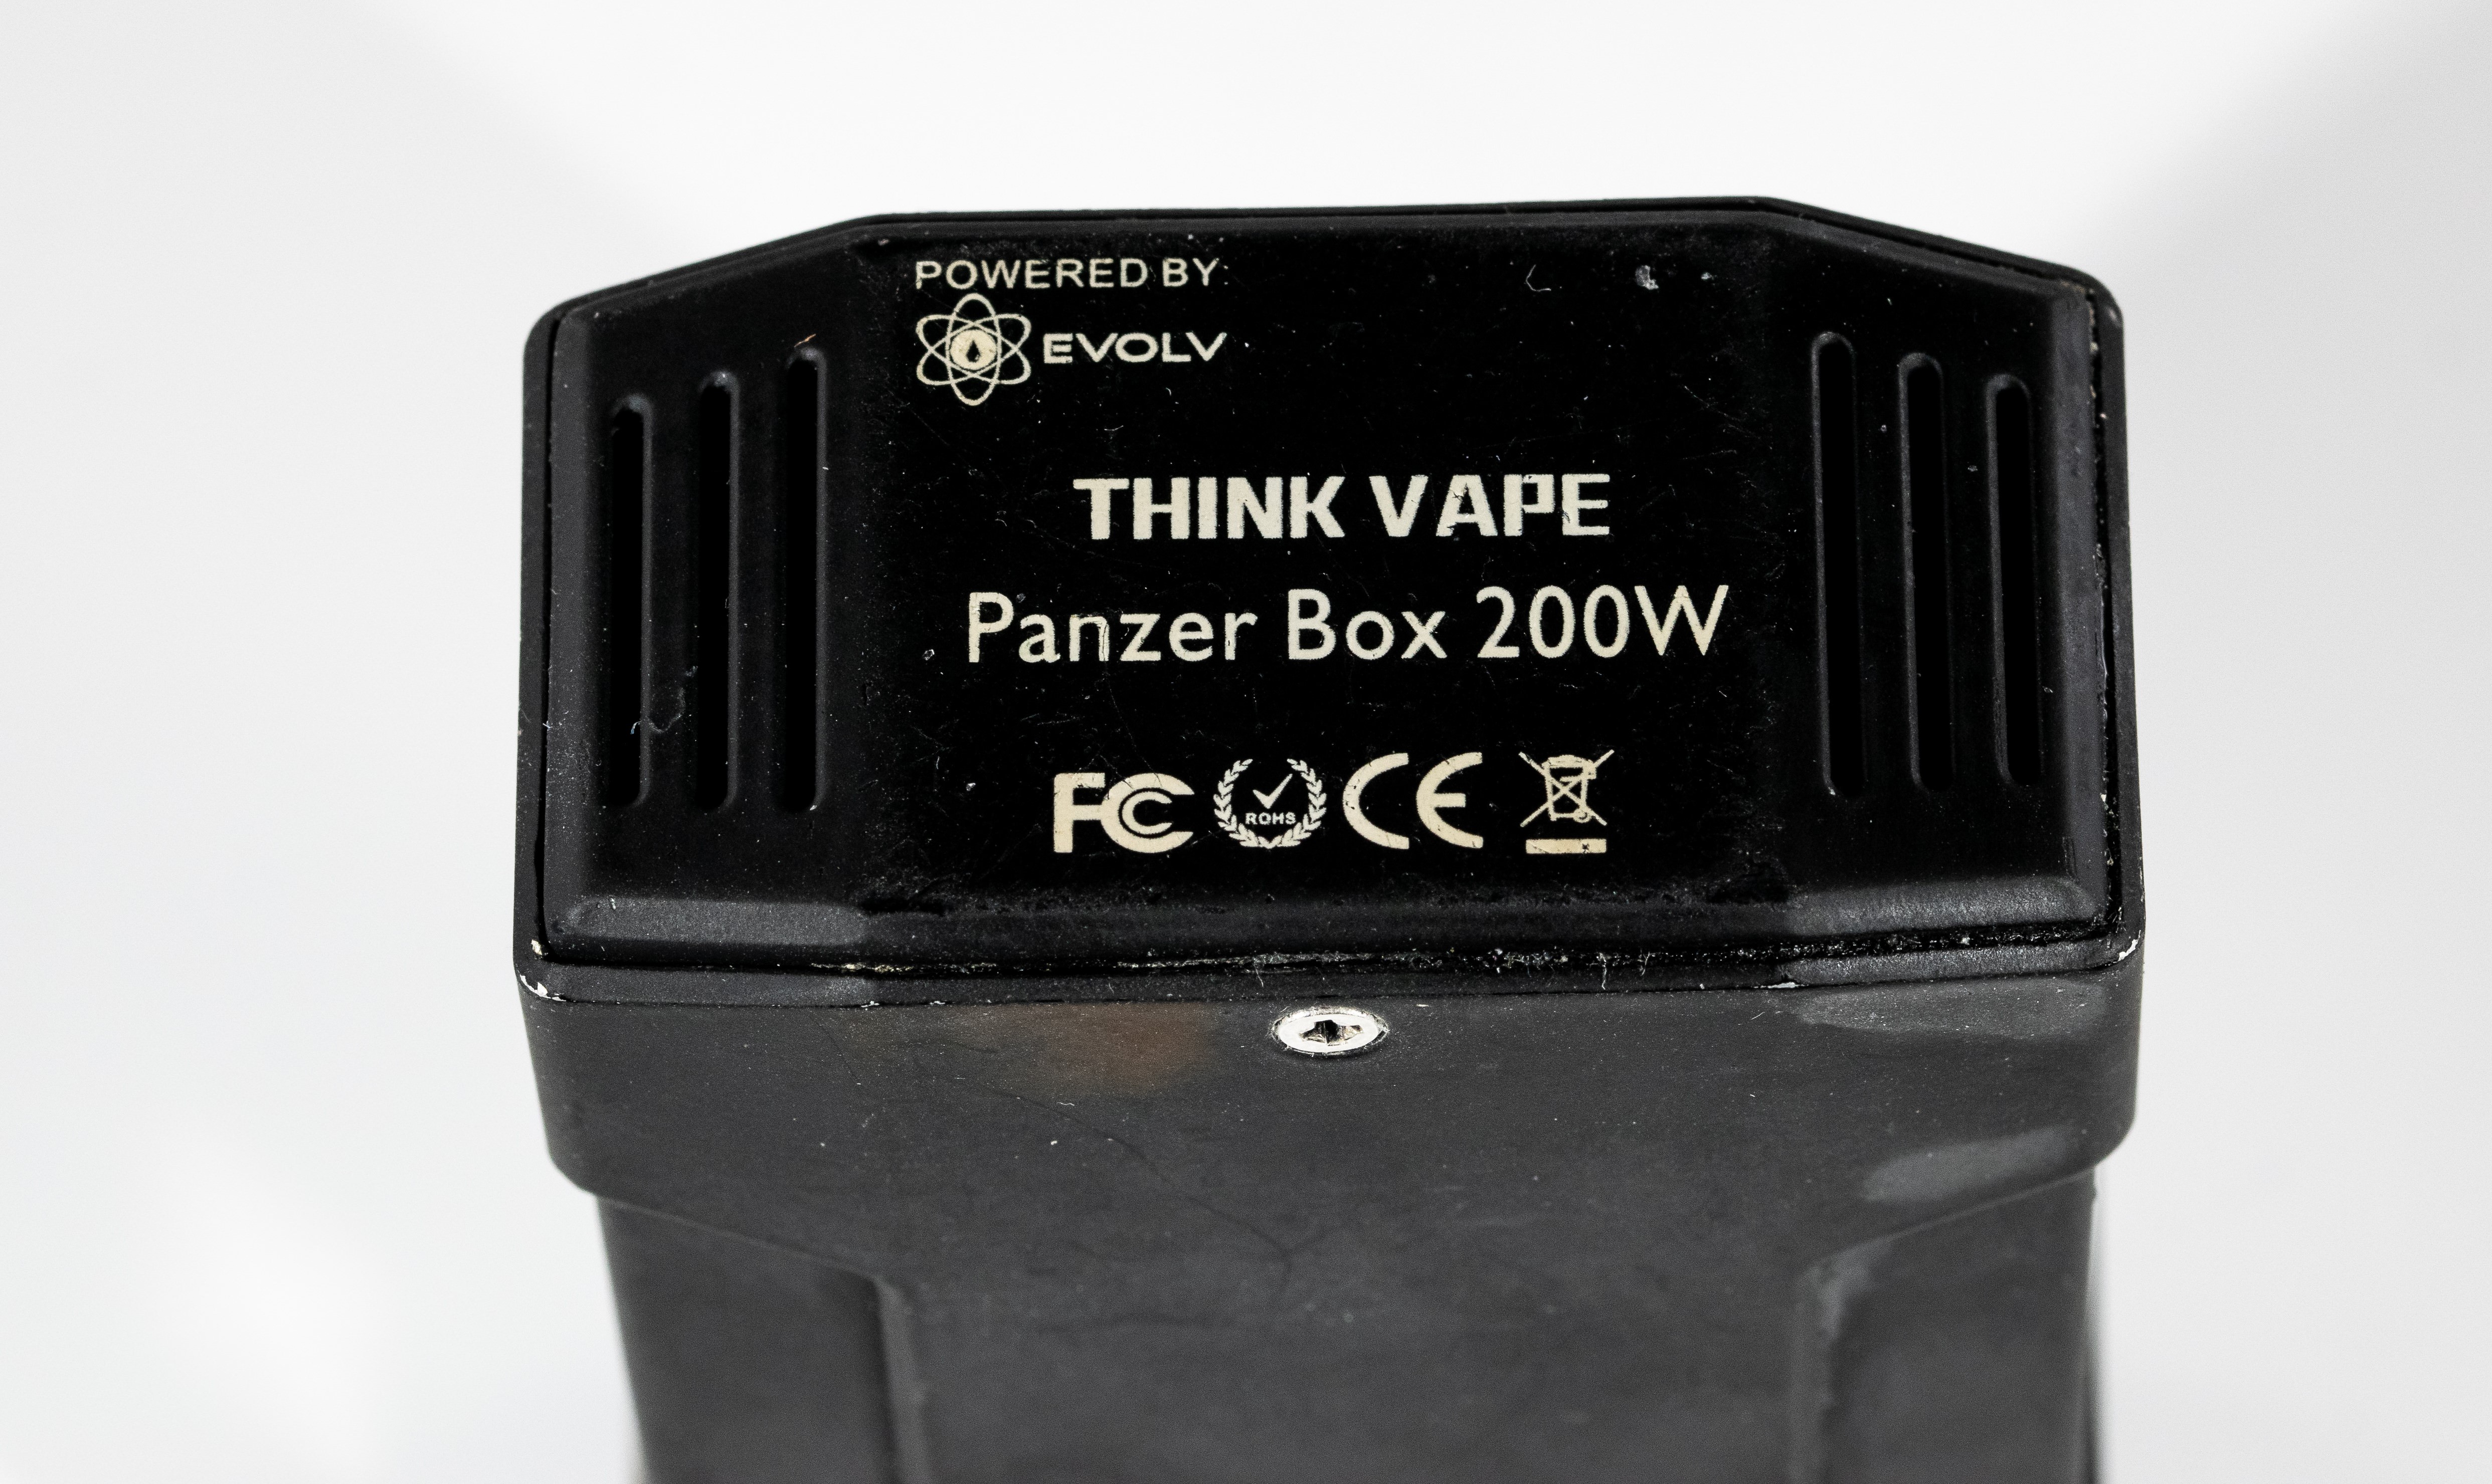 POWERED BY:
EVOLV
THINK VAPE
Panzer Box 200W
FC ROHS CE